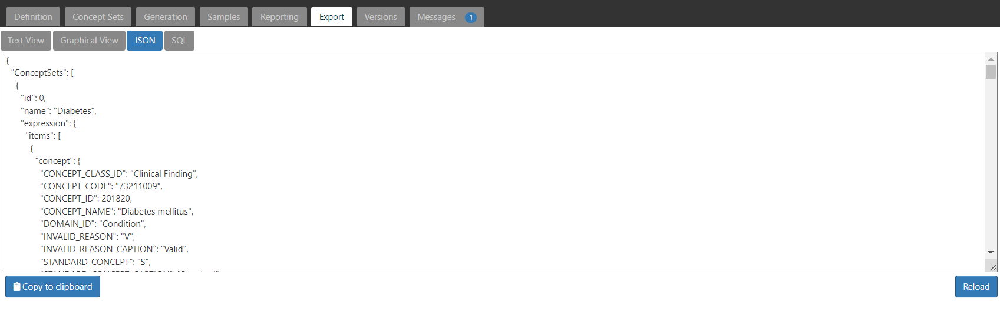 Definition Concept Sets Generation Samples Reporting Export Versions Messages 1
Text View Graphical View JSON SQL
{
"ConceptSets": [
{
"id": 0,
"name": "Diabetes",
"expression": {
"items": [
{
"concept": {
"CONCEPT_CLASS_ID": "Clinical Finding",
"CONCEPT_CODE": "73211009",
"CONCEPT_ID": 201820,
"CONCEPT_NAME": "Diabetes mellitus",
"DOMAIN_ID": "Condition",
"INVALID_REASON": "V",
"INVALID_REASON_CAPTION": "Valid",
"STANDARD_CONCEPT": "S",
Copy to clipboard Reload